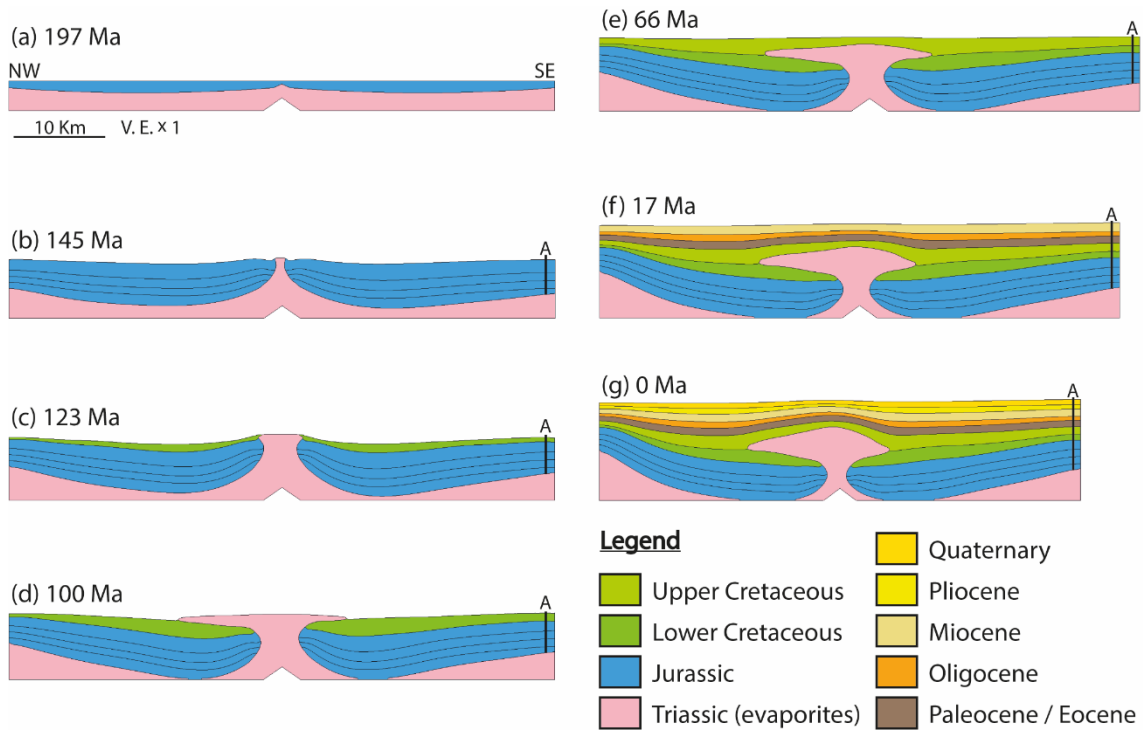 (a) 197 Ma
NW SE
10 Km V. E. × 1
(b) 145 Ma
A
(c) 123 Ma
A
(d) 100 Ma
A
(e) 66 Ma
A
(f) 17 Ma
A
(g) 0 Ma
A
Legend
Upper Cretaceous
Lower Cretaceous
Jurassic
Triassic (evaporites)
Quaternary
Pliocene
Miocene
Oligocene
Paleocene / Eocene